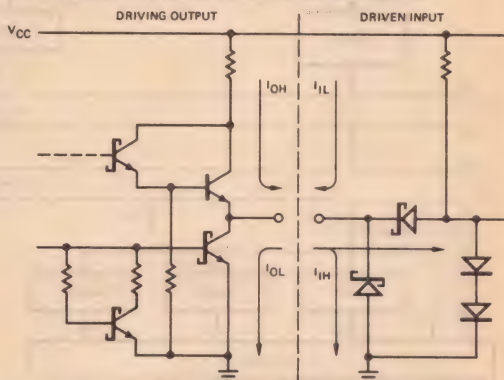 DRIVING OUTPUT
DRIVEN INPUT
VCC
IOH
IIL
IOL
IIH